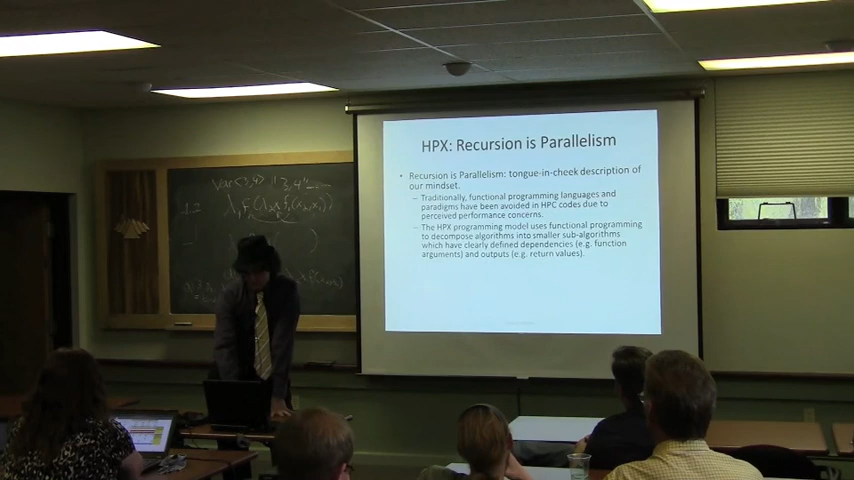 HPX: Recursion is Parallelism
• Recursion is Parallelism: tongue-in-cheek description of
our mindset.
– Traditionally, functional programming languages and
paradigms have been avoided in HPC codes due to
perceived performance concerns.
– The HPX programming model uses functional programming
to decompose algorithms into smaller sub-algorithms
which have clearly defined dependencies (e.g. function
arguments) and outputs (e.g. return values).